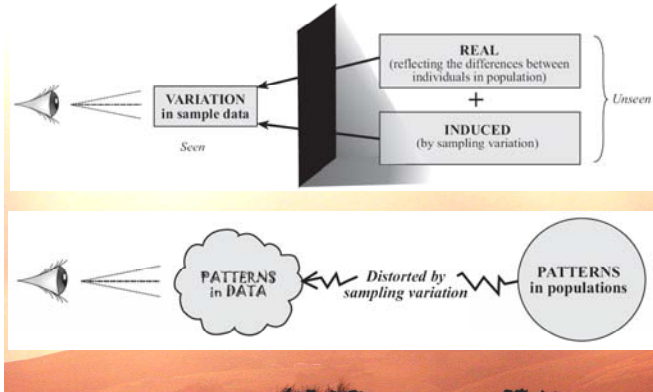 REAL
(reflecting the differences between
individuals in population)
Unseen
+
VARIATION
in sample data
Seen
INDUCED
(by sampling variation)
PATTERNS
in DATA
Distorted by
sampling variation
PATTERNS
in populations